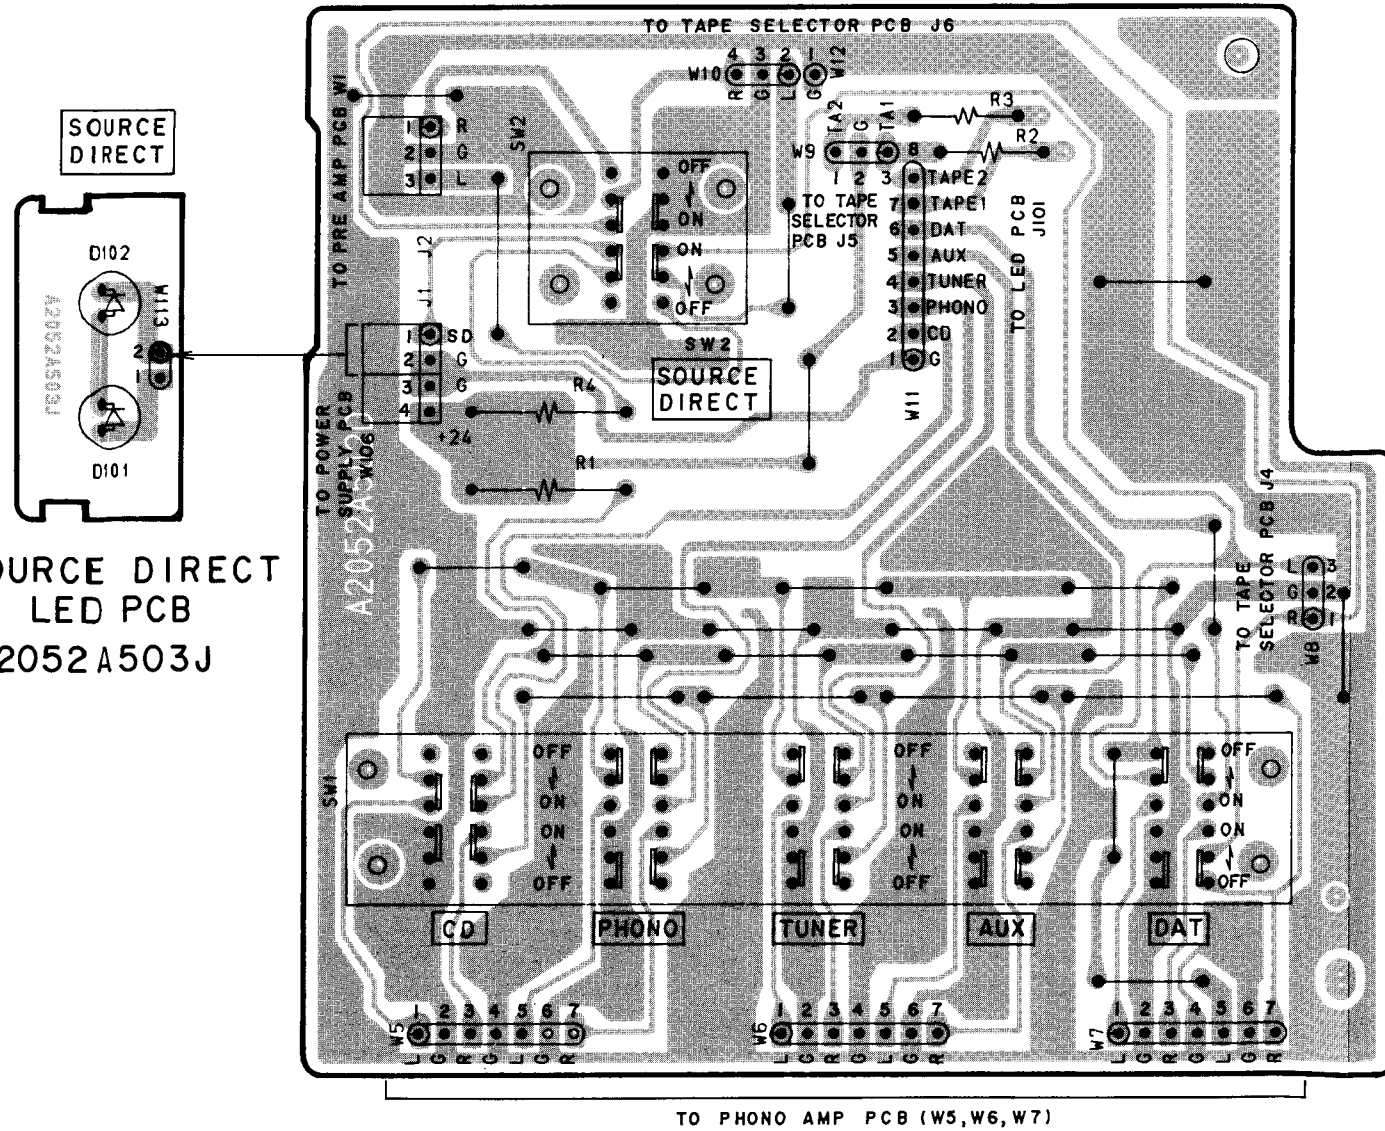 TO TAPE SELECTOR PCB J6
4 3 2 1
W10
W12
R G L G
SOURCE
DIRECT
TO PRE AMP PCB W1
1 R
2 G
3 L
SW2
OFF
ON
ON
OFF
SW2
SOURCE
DIRECT
TA2 G TA1
W9
1 2 3
TO TAPE
SELECTOR
PCB J5
R3
R2
8 TAPE2
7 TAPE1
6 DAT
5 AUX
4 TUNER
3 PHONO
2 CD
1 G
W11
TO LED PCB
J101
D102
W113
2
1
D101
A2052A503J
J2
J1
1 SD
2 G
3 G
4
+24
R4
R1
TO POWER
SUPPLY PCB
W106
SOURCE DIRECT
LED PCB
2052A503J
TO TAPE
SELECTOR PCB J4
L 3
G 2
R 1
W8
SW1
OFF OFF OFF
ON ON ON
ON ON ON
OFF OFF OFF
CD PHONO TUNER AUX DAT
1 2 3 4 5 6 7
W5
L G R G L G R
1 2 3 4 5 6 7
W6
L G R G L G R
1 2 3 4 5 6 7
W7
L G R G L G R
TO PHONO AMP PCB (W5,W6,W7)